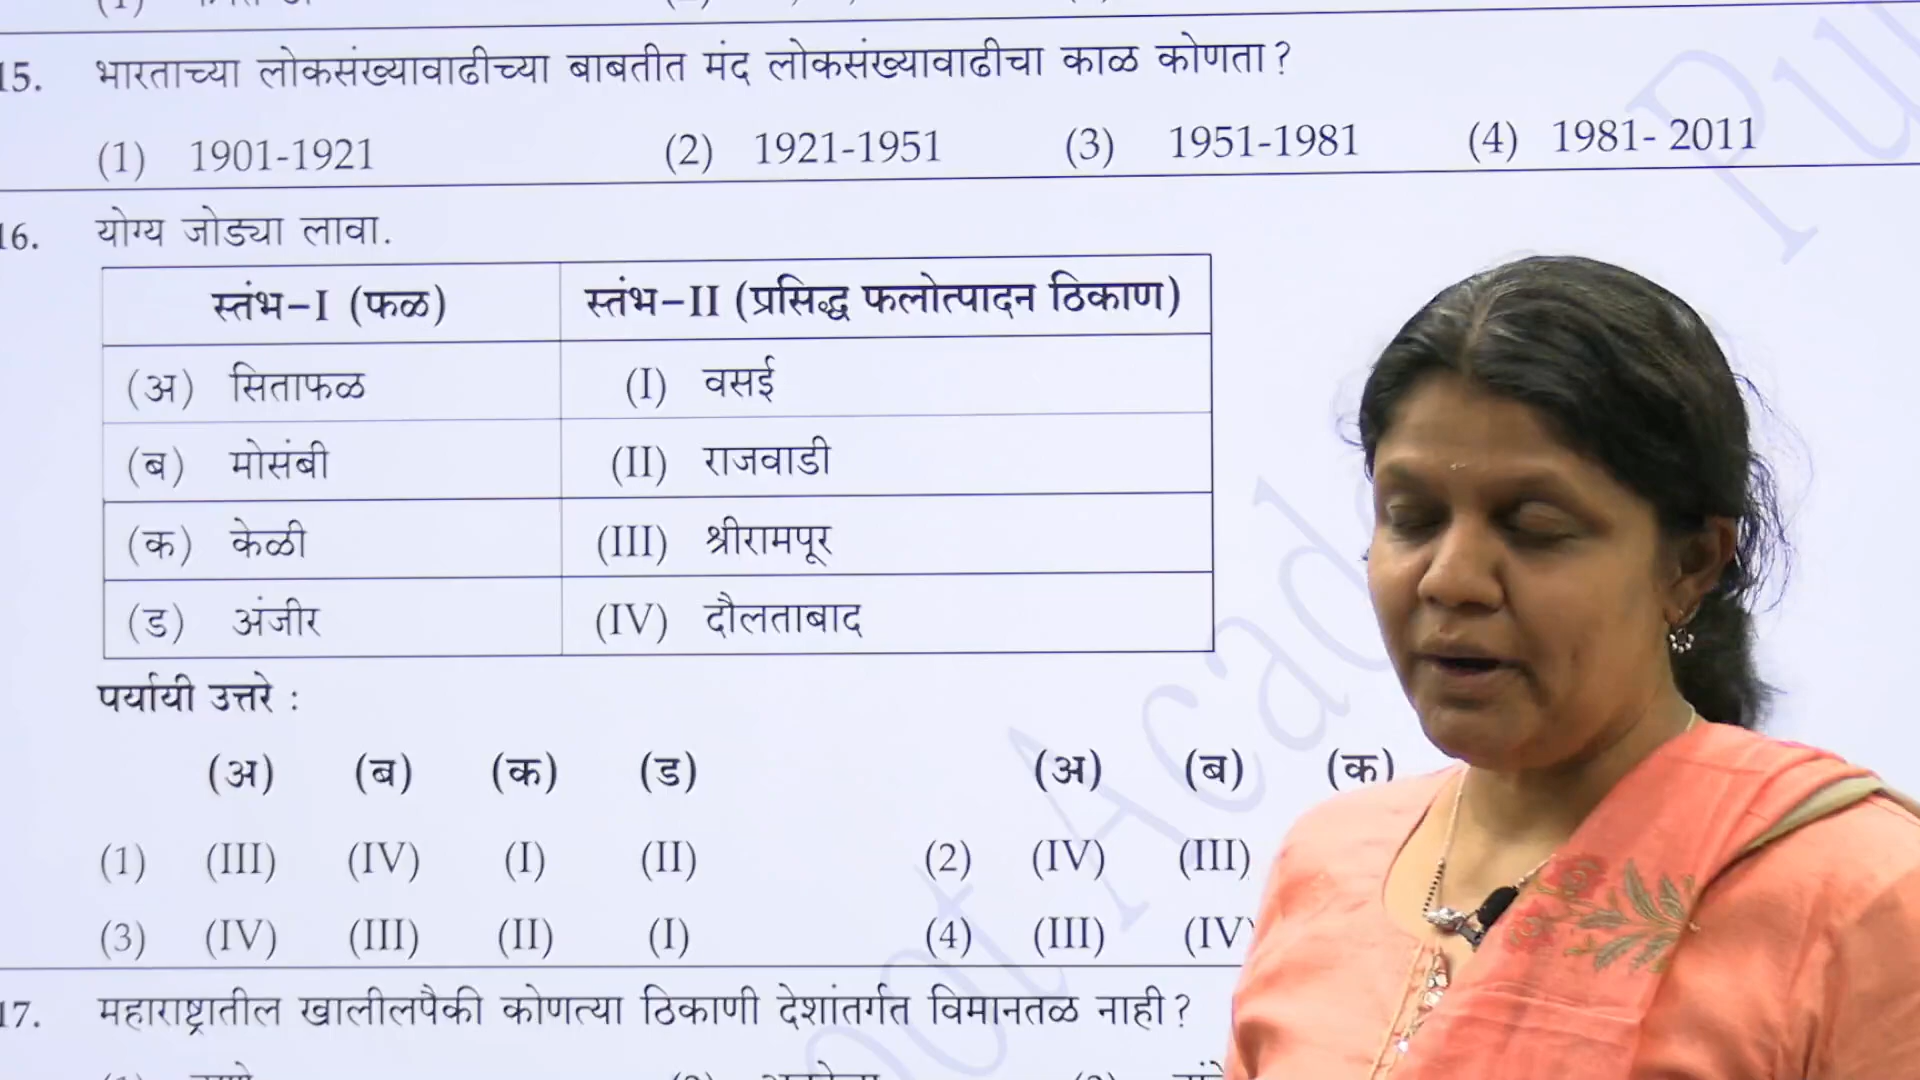 15. भारताच्या लोकसंख्यावाढीच्या बाबतीत मंद लोकसंख्यावाढीचा काळ कोणता?
(1) 1901-1921 (2) 1921-1951 (3) 1951-1981 (4) 1981- 2011
16. योग्य जोड्या लावा.
स्तंभ-I (फळ) स्तंभ-II (प्रसिद्ध फलोत्पादन ठिकाण)
(अ) सिताफळ (I) वसई
(ब) मोसंबी (II) राजवाडी
(क) केळी (III) श्रीरामपूर
(ड) अंजीर (IV) दौलताबाद
पर्यायी उत्तरे :
(अ) (ब) (क) (ड) (अ) (ब) (क)
(1) (III) (IV) (I) (II) (2) (IV) (III)
(3) (IV) (III) (II) (I) (4) (III) (IV)
17. महाराष्ट्रातील खालीलपैकी कोणत्या ठिकाणी देशांतर्गत विमानतळ नाही?